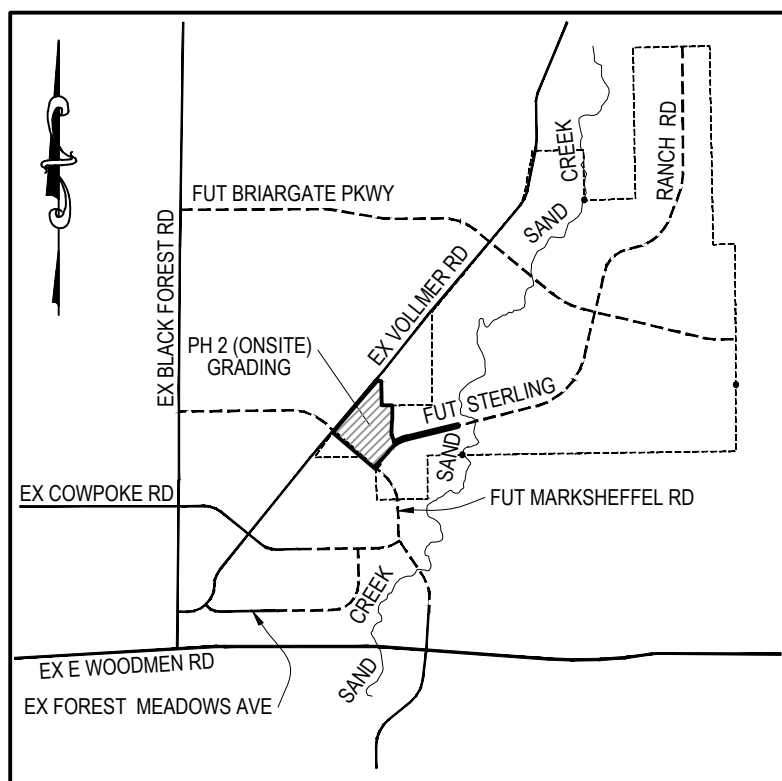 CREEK
SAND
RANCH RD
FUT BRIARGATE PKWY
EX BLACK FOREST RD
EX VOLLMER RD
PH 2 (ONSITE)
GRADING
FUT STERLING
SAND
EX COWPOKE RD
FUT MARKSHEFFEL RD
CREEK
SAND
EX E WOODMEN RD
EX FOREST MEADOWS AVE